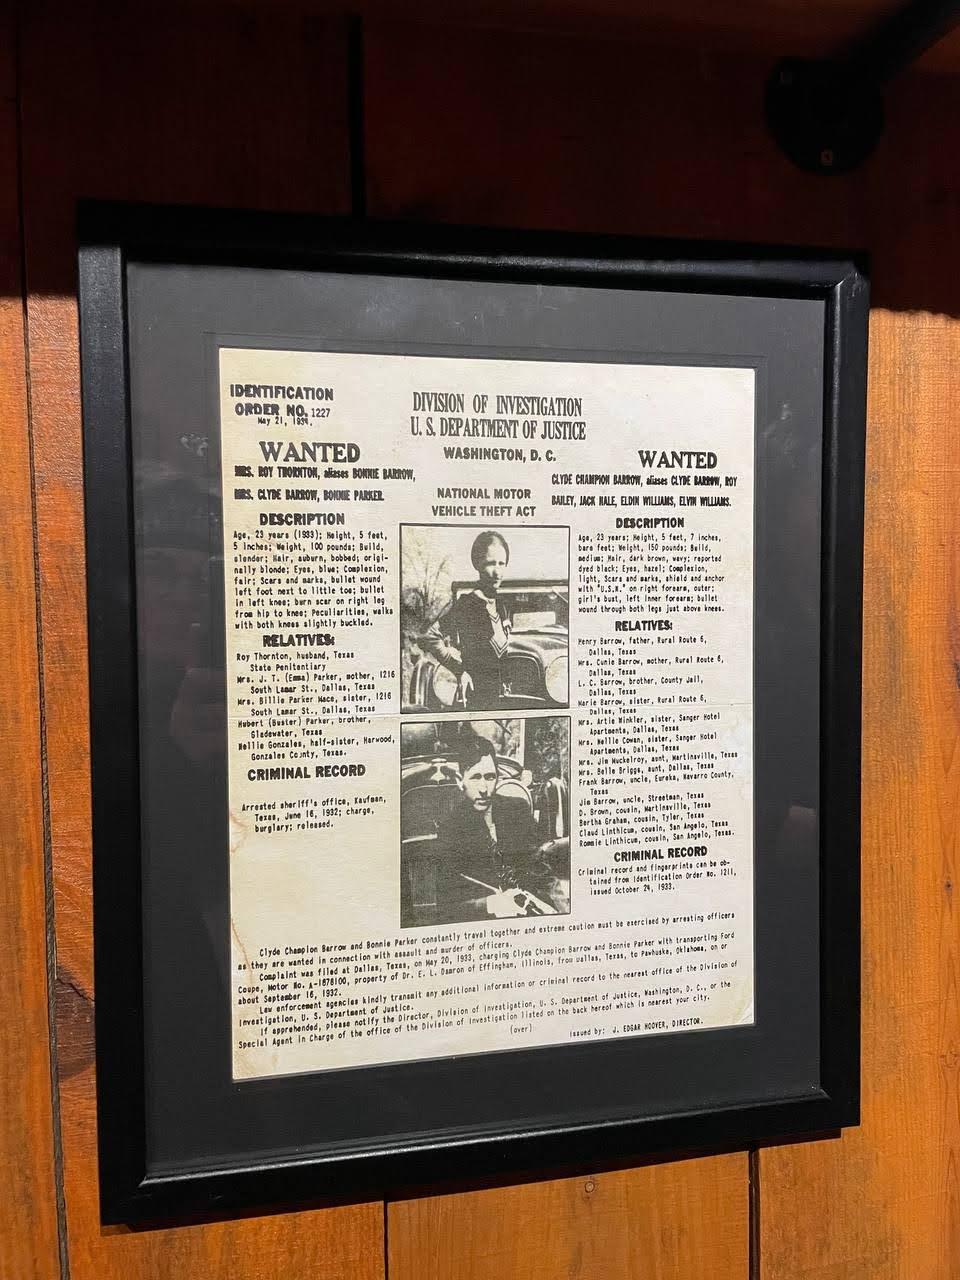 IDENTIFICATION
ORDER NO. 1227
May 21, 1934.
DIVISION OF INVESTIGATION
U. S. DEPARTMENT OF JUSTICE
WASHINGTON, D. C.
NATIONAL MOTOR
VEHICLE THEFT ACT
WANTED
MRS. ROY THORNTON, aliases BONNIE BARROW,
MRS. CLYDE BARROW, BONNIE PARKER.
DESCRIPTION
Age, 23 years (1933); Height, 5 feet,
5 inches; Weight, 100 pounds; Build,
slender; Hair, auburn, bobbed; origi-
nally blonde; Eyes, blue; Complexion,
fair; Scars and marks, bullet wound
left foot next to little toe; bullet
in left knee; burn scar on right leg
from hip to knee; Peculiarities, walks
with both knees slightly buckled.
RELATIVES:
Roy Thornton, husband, Texas
State Penitentiary
Mrs. J. T. (Emma) Parker, mother, 1216
South Lamar St., Dallas, Texas
Mrs. Billie Parker Mace, sister, 1216
South Lamar St., Dallas, Texas
Hubert (Buster) Parker, brother,
Gladewater, Texas
Nellie Gonzales, half-sister, Harwood,
Gonzales County, Texas.
CRIMINAL RECORD
Arrested sheriff's office, Kaufman,
Texas, June 16, 1932; charge,
burglary; released.
WANTED
CLYDE CHAMPION BARROW, aliases CLYDE BARROW, ROY
BAILEY, JACK HALE, ELDIN WILLIAMS, ELVIN WILLIAMS.
DESCRIPTION
Age, 23 years; Height, 5 feet, 7 inches,
bare feet; Weight, 150 pounds; Build,
medium; Hair, dark brown, wavy; reported
dyed black; Eyes, hazel; Complexion,
light, Scars and marks, shield and anchor
with "U.S.N." on right forearm, outer;
girl's bust, left inner forearm; bullet
wound through both legs just above knees.
RELATIVES:
Henry Barrow, father, Rural Route 6,
Dallas, Texas
Mrs. Cunie Barrow, mother, Rural Route 6,
Dallas, Texas
L. C. Barrow, brother, County Jail,
Dallas, Texas
Marie Barrow, sister, Rural Route 6,
Dallas, Texas
Mrs. Artie Winkler, sister, Sanger Hotel
Apartments, Dallas, Texas
Mrs. Nellie Cowan, sister, Sanger Hotel
Apartments, Dallas, Texas
Mrs. Jim Muckelroy, aunt, Martinsville, Texas
Mrs. Belle Briggs, aunt, Dallas, Texas
Frank Barrow, uncle, Eureka, Navarro County,
Texas
Jim Barrow, uncle, Streetman, Texas
D. Brown, cousin, Martinsville, Texas
Bertha Graham, cousin, Tyler, Texas
Claud Linthicum, cousin, San Angelo, Texas
Rommie Linthicum, cousin, San Angelo, Texas.
CRIMINAL RECORD
Criminal record and fingerprints can be ob-
tained from Identification Order No. 1211,
issued October 24, 1933.
Clyde Champion Barrow and Bonnie Parker constantly travel together and extreme caution must be exercised by arresting officers
as they are wanted in connection with assault and murder of officers.
Complaint was filed at Dallas, Texas, on May 20, 1933, charging Clyde Champion Barrow and Bonnie Parker with transporting Ford
Coupe, Motor No. A-1878100, property of Dr. E. L. Damron of Effingham, Illinois, from Dallas, Texas, to Pawhuska, Oklahoma, on or
about September 16, 1932.
Law enforcement agencies kindly transmit any additional information or criminal record to the nearest office of the Division of
Investigation, U. S. Department of Justice.
If apprehended, please notify the Director, Division of Investigation, U. S. Department of Justice, Washington, D. C., or the
Special Agent in Charge of the office of the Division of Investigation listed on the back hereof which is nearest your city.
(over)
Issued by: J. EDGAR HOOVER, DIRECTOR.